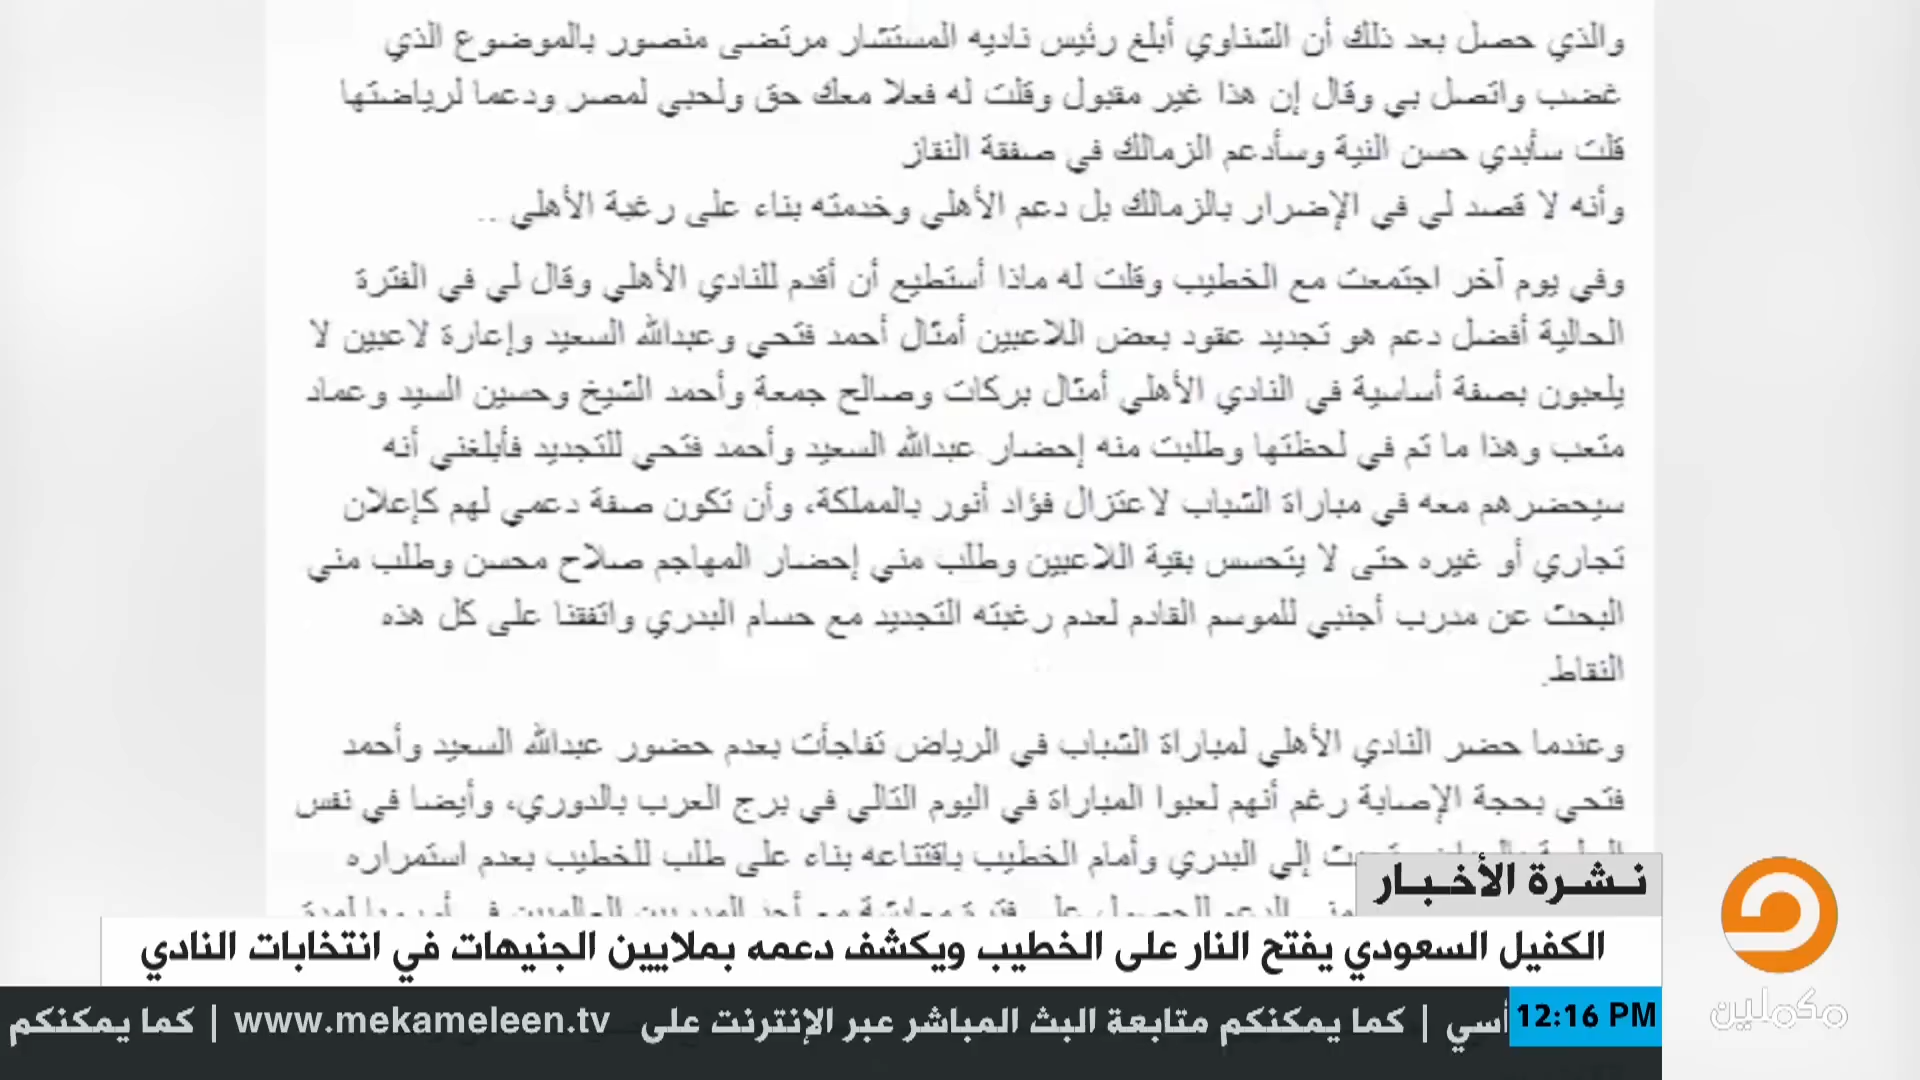 والذي حصل بعد ذلك أن الشناوي أبلغ رئيس ناديه المستشار مرتضى منصور بالموضوع الذي
غضب واتصل بي وقال إن هذا غير مقبول وقلت له فعلا معك حق ولحبي لمصر ودعما لرياضتها
قلت سأبدي حسن النية وسأدعم الزمالك في صفقة النقاز
وأنه لا قصد لي في الإضرار بالزمالك بل دعم الأهلي وخدمته بناء على رغبة الأهلي ..
وفي يوم آخر اجتمعت مع الخطيب وقلت له ماذا أستطيع أن أقدم للنادي الأهلي وقال لي في الفترة
الحالية أفضل دعم هو تجديد عقود بعض اللاعبين أمثال أحمد فتحي وعبدالله السعيد وإعارة لاعبين لا
يلعبون بصفة أساسية في النادي الأهلي أمثال بركات وصالح جمعة وأحمد الشيخ وحسين السيد وعماد
متعب وهذا ما تم في لحظتها وطلبت منه إحضار عبدالله السعيد وأحمد فتحي للتجديد فأبلغني أنه
سيحضرهم معه في مباراة الشباب لاعتزال فؤاد أنور بالمملكة، وأن تكون صفة دعمي لهم كإعلان
تجاري أو غيره حتى لا يتحسس بقية اللاعبين وطلب مني إحضار المهاجم صلاح محسن وطلب مني
البحث عن مدرب أجنبي للموسم القادم لعدم رغبته التجديد مع حسام البدري واتفقنا على كل هذه
النقاط.
وعندما حضر النادي الأهلي لمباراة الشباب في الرياض تفاجأت بعدم حضور عبدالله السعيد وأحمد
فتحي بحجة الإصابة رغم أنهم لعبوا المباراة في اليوم التالي في برج العرب بالدوري، وأيضا في نفس
إلى البدري وأمام الخطيب باقتناعه بناء على طلب للخطيب بعدم استمراره
نـشـرة الأخـبـار
الكفيل السعودي يفتح النار على الخطيب ويكشف دعمه بملايين الجنيهات في انتخابات النادي
12:16 PM
أسي | كما يمكنكم متابعة البث المباشر عبر الإنترنت على www.mekameleen.tv | كما يمكنكم
مكملين